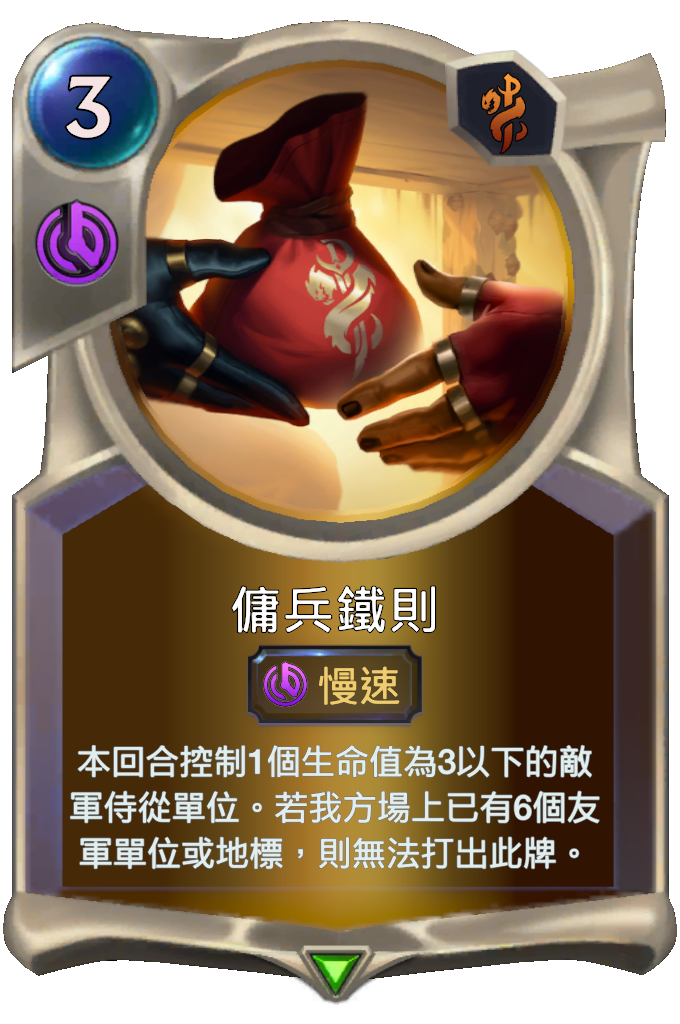 3
傭兵鐵則
慢速
本回合控制1個生命值為3以下的敵
軍侍從單位。若我方場上已有6個友
軍單位或地標，則無法打出此牌。